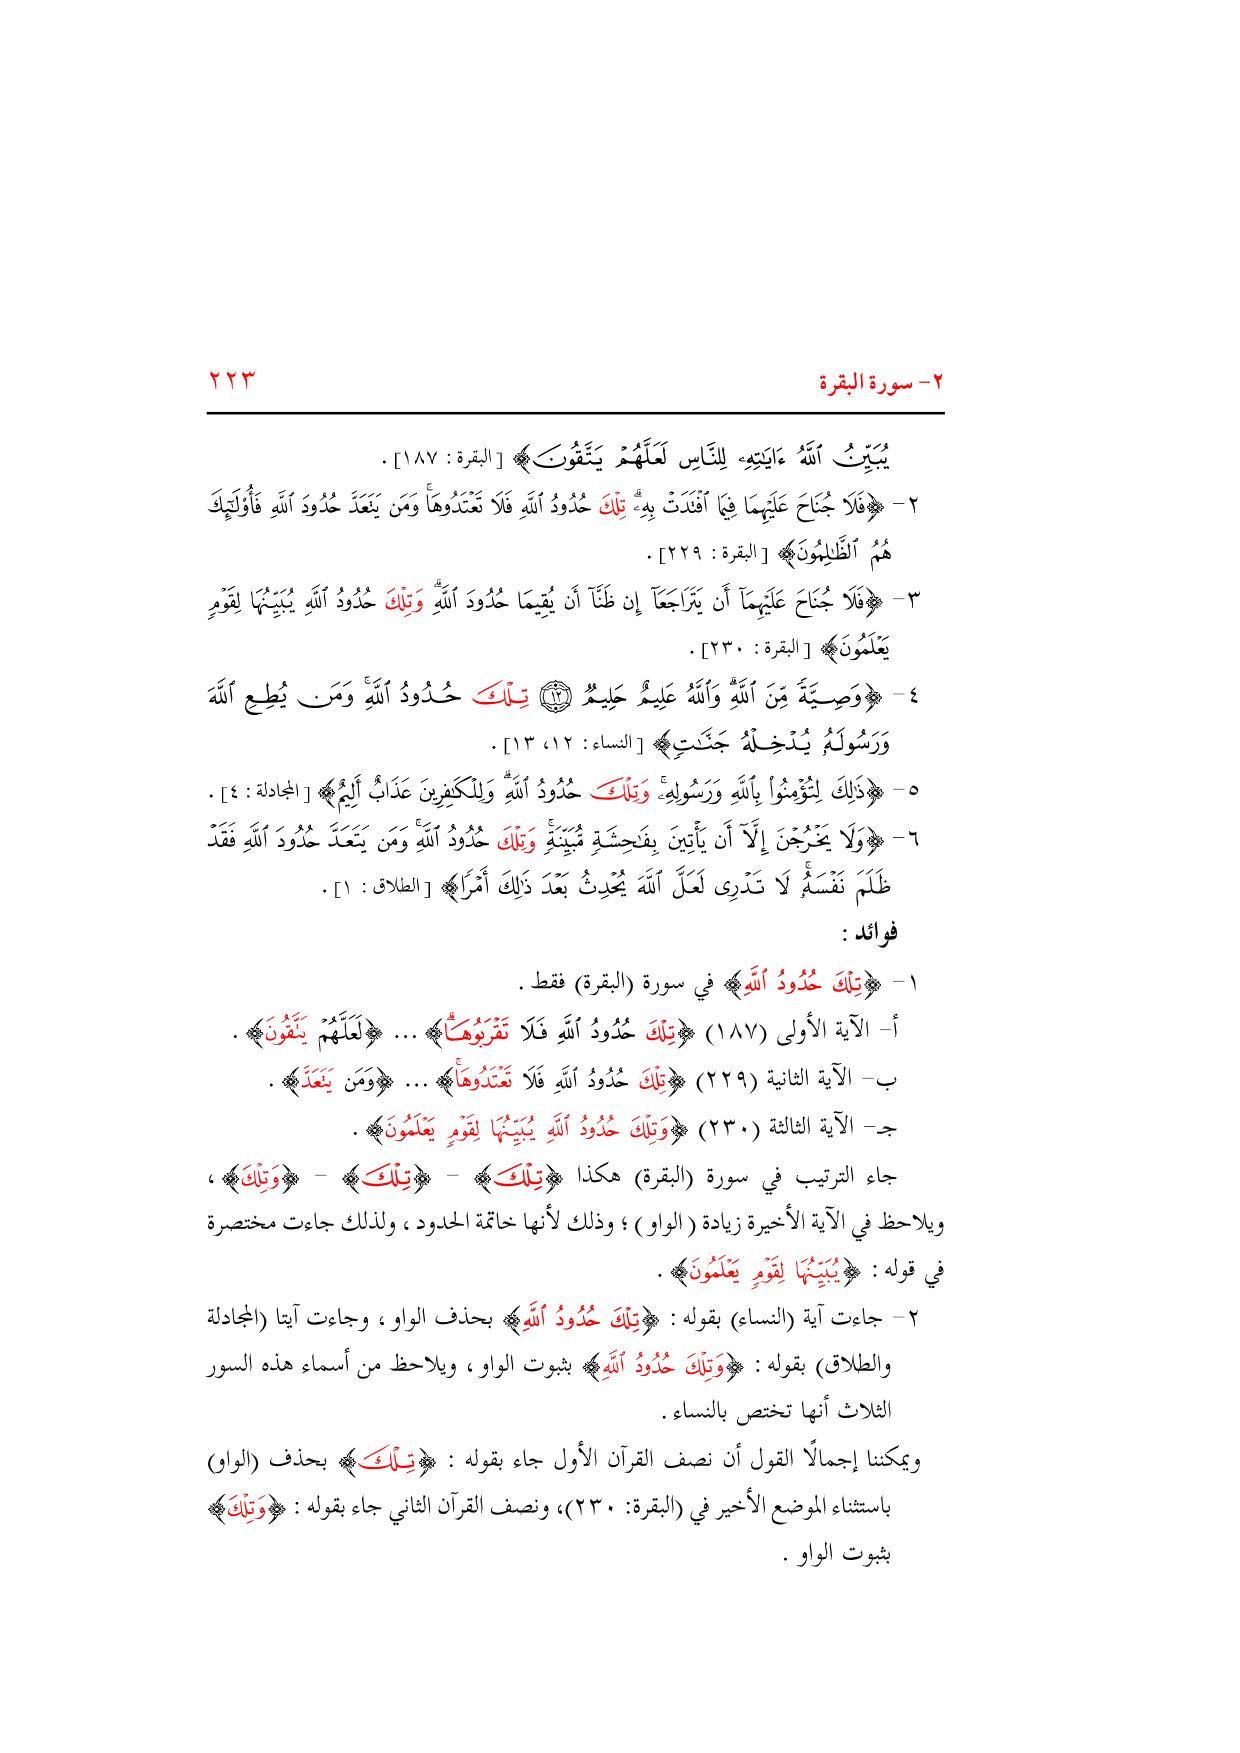 ٢- سورة البقرة ٢٢٣
يُبَيِّنُ ٱللَّهُ ءَايَٰتِهِۦ لِلنَّاسِ لَعَلَّهُمْ يَتَّقُونَ﴾ [البقرة : ١٨٧] .
٢- ﴿فَلَا جُنَاحَ عَلَيْهِمَا فِيمَا ٱفْتَدَتْ بِهِۦۗ تِلْكَ حُدُودُ ٱللَّهِ فَلَا تَعْتَدُوهَاۚ وَمَن يَتَعَدَّ حُدُودَ ٱللَّهِ فَأُوْلَٰٓئِكَ
هُمُ ٱلظَّٰلِمُونَ﴾ [البقرة : ٢٢٩] .
٣- ﴿فَلَا جُنَاحَ عَلَيْهِمَآ أَن يَتَرَاجَعَآ إِن ظَنَّآ أَن يُقِيمَا حُدُودَ ٱللَّهِۗ وَتِلْكَ حُدُودُ ٱللَّهِ يُبَيِّنُهَا لِقَوْمٍ
يَعْلَمُونَ﴾ [البقرة : ٢٣٠] .
٤- ﴿وَصِيَّةً مِّنَ ٱللَّهِۗ وَٱللَّهُ عَلِيمٌ حَلِيمٌ ١٢ تِلْكَ حُدُودُ ٱللَّهِۚ وَمَن يُطِعِ ٱللَّهَ
وَرَسُولَهُۥ يُدْخِلْهُ جَنَّٰتٍ﴾ [النساء : ١٢، ١٣] .
٥- ﴿ذَٰلِكَ لِتُؤْمِنُواْ بِٱللَّهِ وَرَسُولِهِۦۚ وَتِلْكَ حُدُودُ ٱللَّهِۗ وَلِلْكَٰفِرِينَ عَذَابٌ أَلِيمٌ﴾ [المجادلة : ٤] .
٦- ﴿وَلَا يَخْرُجْنَ إِلَّآ أَن يَأْتِينَ بِفَٰحِشَةٍ مُّبَيِّنَةٍۚ وَتِلْكَ حُدُودُ ٱللَّهِۚ وَمَن يَتَعَدَّ حُدُودَ ٱللَّهِ فَقَدْ
ظَلَمَ نَفْسَهُۥۚ لَا تَدْرِى لَعَلَّ ٱللَّهَ يُحْدِثُ بَعْدَ ذَٰلِكَ أَمْرًا﴾ [الطلاق : ١] .
فوائد :
١- ﴿تِلْكَ حُدُودُ ٱللَّهِ﴾ في سورة (البقرة) فقط .
أ- الآية الأولى (١٨٧) ﴿تِلْكَ حُدُودُ ٱللَّهِ فَلَا تَقْرَبُوهَاۗ﴾ ... ﴿لَعَلَّهُمْ يَتَّقُونَ﴾ .
ب- الآية الثانية (٢٢٩) ﴿تِلْكَ حُدُودُ ٱللَّهِ فَلَا تَعْتَدُوهَاۚ﴾ ... ﴿وَمَن يَتَعَدَّ﴾ .
جـ- الآية الثالثة (٢٣٠) ﴿وَتِلْكَ حُدُودُ ٱللَّهِ يُبَيِّنُهَا لِقَوْمٍ يَعْلَمُونَ﴾ .
جاء الترتيب في سورة (البقرة) هكذا ﴿تِلْكَ﴾ - ﴿تِلْكَ﴾ - ﴿وَتِلْكَ﴾ ،
ويلاحظ في الآية الأخيرة زيادة (الواو) ؛ وذلك لأنها خاتمة الحدود ، ولذلك جاءت مختصرة
في قوله : ﴿يُبَيِّنُهَا لِقَوْمٍ يَعْلَمُونَ﴾ .
٢- جاءت آية (النساء) بقوله : ﴿تِلْكَ حُدُودُ ٱللَّهِ﴾ بحذف الواو ، وجاءت آيتا (المجادلة
والطلاق) بقوله : ﴿وَتِلْكَ حُدُودُ ٱللَّهِ﴾ بثبوت الواو ، ويلاحظ من أسماء هذه السور
الثلاث أنها تختص بالنساء .
ويمكننا إجمالًا القول أن نصف القرآن الأول جاء بقوله : ﴿تِلْكَ﴾ بحذف (الواو)
باستثناء الموضع الأخير في (البقرة: ٢٣٠)، ونصف القرآن الثاني جاء بقوله : ﴿وَتِلْكَ﴾
بثبوت الواو .